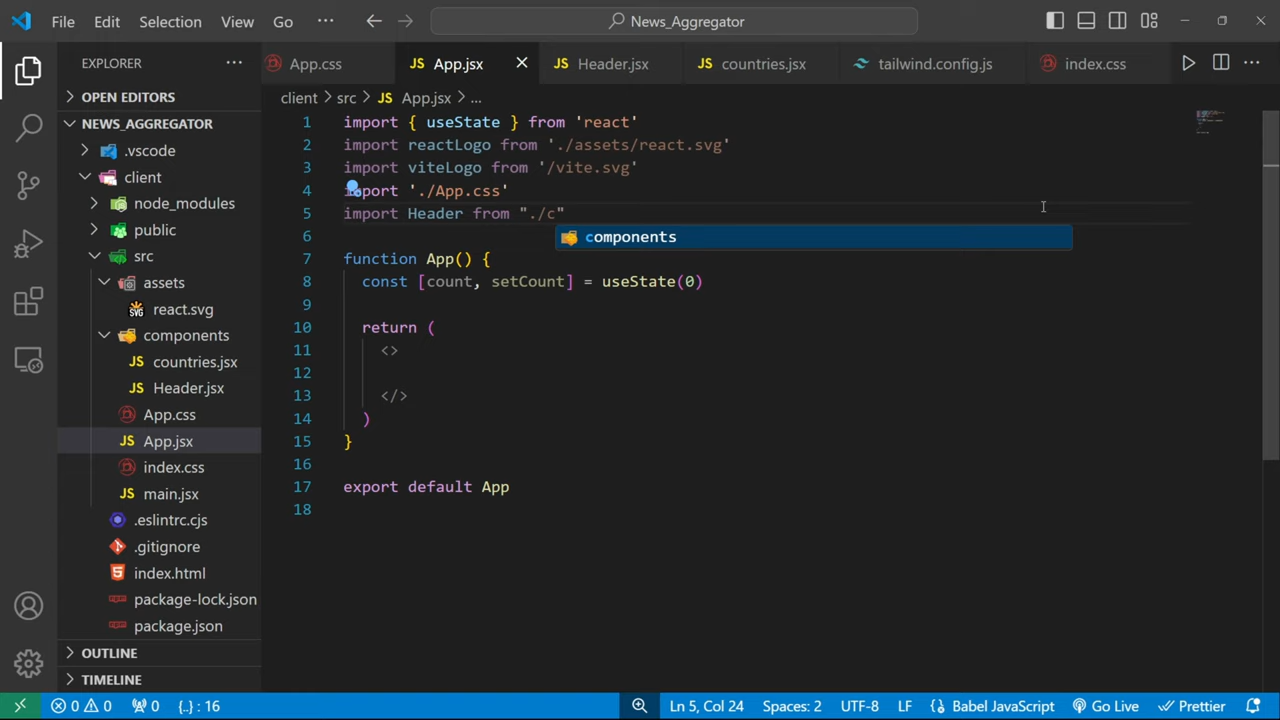 File Edit Selection View Go ··· News_Aggregator
EXPLORER ···
OPEN EDITORS
NEWS_AGGREGATOR
.vscode
client
node_modules
public
src
assets
react.svg
components
countries.jsx
Header.jsx
App.css
App.jsx
index.css
main.jsx
.eslintrc.cjs
.gitignore
index.html
package-lock.json
package.json
OUTLINE
TIMELINE
App.css JS App.jsx JS Header.jsx JS countries.jsx tailwind.config.js index.css
client > src > JS App.jsx > ...
1 import { useState } from 'react'
2 import reactLogo from './assets/react.svg'
3 import viteLogo from '/vite.svg'
4 import './App.css'
5 import Header from "./c"
components
6
7 function App() {
8 const [count, setCount] = useState(0)
9
10 return (
11 <>
12
13 </>
14 )
15 }
16
17 export default App
18
0 0 0 {..} : 16 Ln 5, Col 24 Spaces: 2 UTF-8 LF Babel JavaScript Go Live Prettier